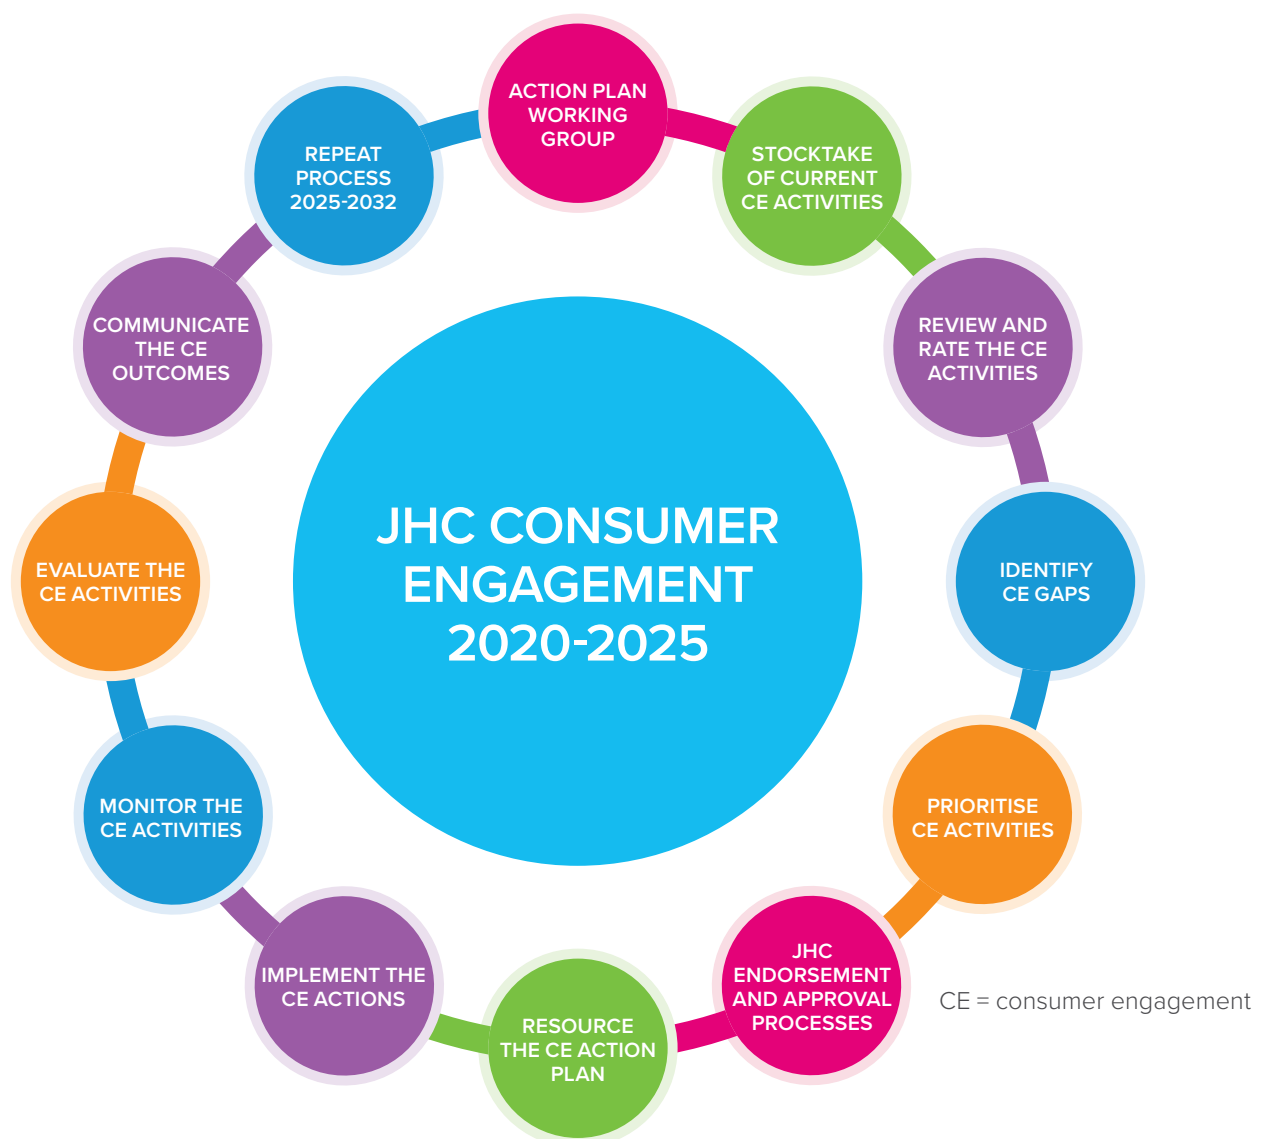 ACTION PLAN
WORKING
GROUP
STOCKTAKE
OF CURRENT
CE ACTIVITIES
REVIEW AND
RATE THE CE
ACTIVITIES
IDENTIFY
CE GAPS
PRIORITISE
CE ACTIVITIES
JHC
ENDORSEMENT
AND APPROVAL
PROCESSES
RESOURCE
THE CE ACTION
PLAN
IMPLEMENT THE
CE ACTIONS
MONITOR THE
CE ACTIVITIES
EVALUATE THE
CE ACTIVITIES
COMMUNICATE
THE CE
OUTCOMES
REPEAT
PROCESS
2025-2032
JHC CONSUMER
ENGAGEMENT
2020-2025
CE = consumer engagement